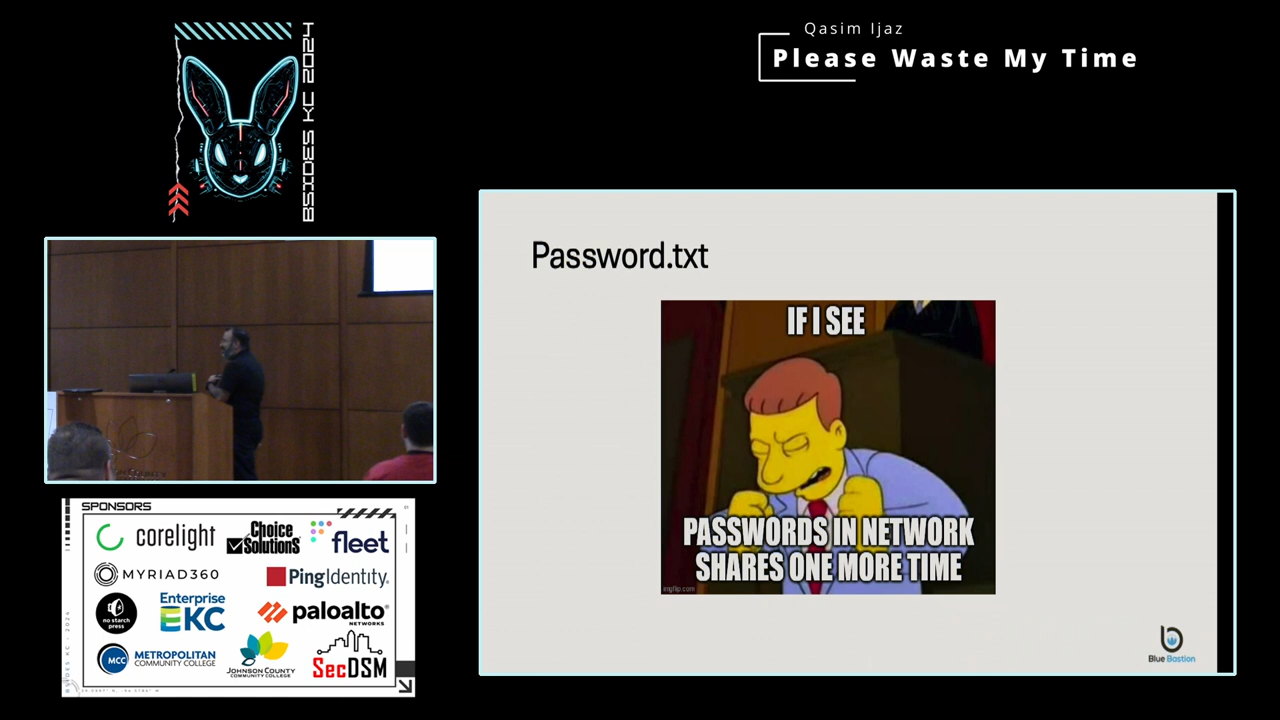 BSIDES KC 2024
Qasim Ijaz
Please Waste My Time
Password.txt
IF I SEE
PASSWORDS IN NETWORK
SHARES ONE MORE TIME
imgflip.com
Blue Bastion
SPONSORS
corelight
Choice
Solutions
fleet
MYRIAD360
PingIdentity
no starch
press
Enterprise
EKC
paloalto
NETWORKS
MCC
METROPOLITAN
COMMUNITY COLLEGE
JOHNSON COUNTY
COMMUNITY COLLEGE
SecDSM